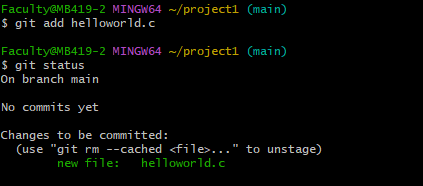 Faculty@MB419-2 MINGW64 ~/project1 (main)
$ git add helloworld.c
Faculty@MB419-2 MINGW64 ~/project1 (main)
$ git status
On branch main
No commits yet
Changes to be committed:
  (use "git rm --cached <file>..." to unstage)
        new file:   helloworld.c